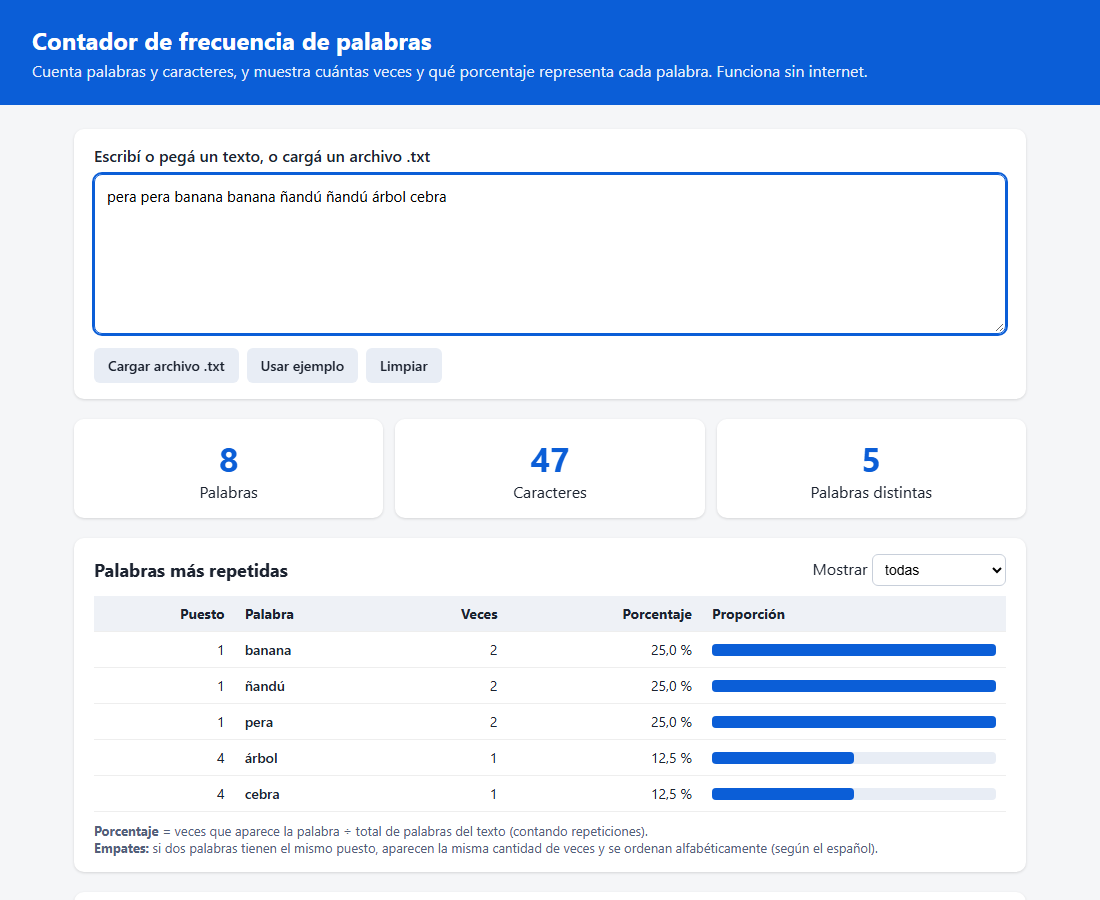 Contador de frecuencia de palabras
Cuenta palabras y caracteres, y muestra cuántas veces y qué porcentaje representa cada palabra. Funciona sin internet.
Escribí o pegá un texto, o cargá un archivo .txt
pera pera banana banana ñandú ñandú árbol cebra
Cargar archivo .txt Usar ejemplo Limpiar
8 47 5
Palabras Caracteres Palabras distintas
Palabras más repetidas Mostrar todas
Puesto Palabra Veces Porcentaje Proporción
1 banana 2 25,0 %
1 ñandú 2 25,0 %
1 pera 2 25,0 %
4 árbol 1 12,5 %
4 cebra 1 12,5 %
Porcentaje = veces que aparece la palabra ÷ total de palabras del texto (contando repeticiones).
Empates: si dos palabras tienen el mismo puesto, aparecen la misma cantidad de veces y se ordenan alfabéticamente (según el español).